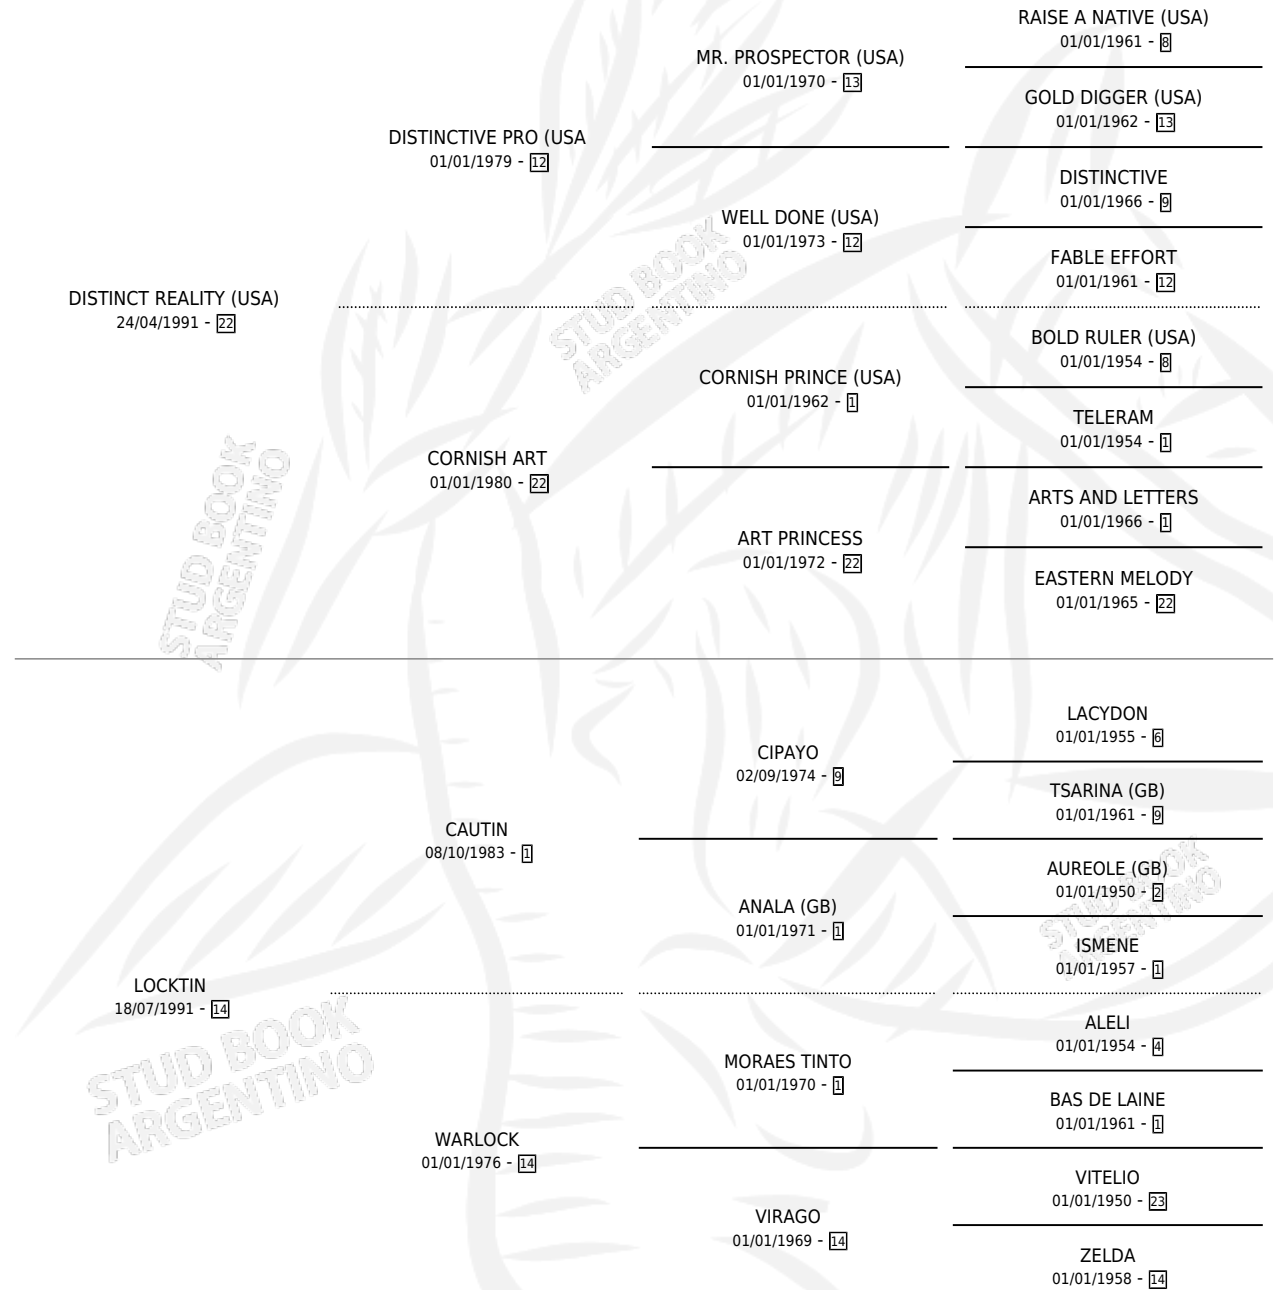 RAISE A NATIVE (USA)
01/01/1961 - 8
MR. PROSPECTOR (USA)
01/01/1970 - 13
GOLD DIGGER (USA)
01/01/1962 - 13
DISTINCTIVE PRO (USA
01/01/1979 - 12
DISTINCTIVE
01/01/1966 - 9
WELL DONE (USA)
01/01/1973 - 12
FABLE EFFORT
01/01/1961 - 12
DISTINCT REALITY (USA)
24/04/1991 - 22
BOLD RULER (USA)
01/01/1954 - 8
CORNISH PRINCE (USA)
01/01/1962 - 1
TELERAM
01/01/1954 - 1
CORNISH ART
01/01/1980 - 22
ARTS AND LETTERS
01/01/1966 - 1
ART PRINCESS
01/01/1972 - 22
EASTERN MELODY
01/01/1965 - 22
LACYDON
01/01/1955 - 6
CIPAYO
02/09/1974 - 9
TSARINA (GB)
01/01/1961 - 9
CAUTIN
08/10/1983 - 1
AUREOLE (GB)
01/01/1950 - 2
ANALA (GB)
01/01/1971 - 1
ISMENE
01/01/1957 - 1
LOCKTIN
18/07/1991 - 14
ALELI
01/01/1954 - 4
MORAES TINTO
01/01/1970 - 1
BAS DE LAINE
01/01/1961 - 1
WARLOCK
01/01/1976 - 14
VITELIO
01/01/1950 - 23
VIRAGO
01/01/1969 - 14
ZELDA
01/01/1958 - 14
STUD BOOK
ARGENTINO
STUD BOOK
ARGENTINO
STUD BOOK
ARGENTINO
STUD BOOK
ARGENTINO